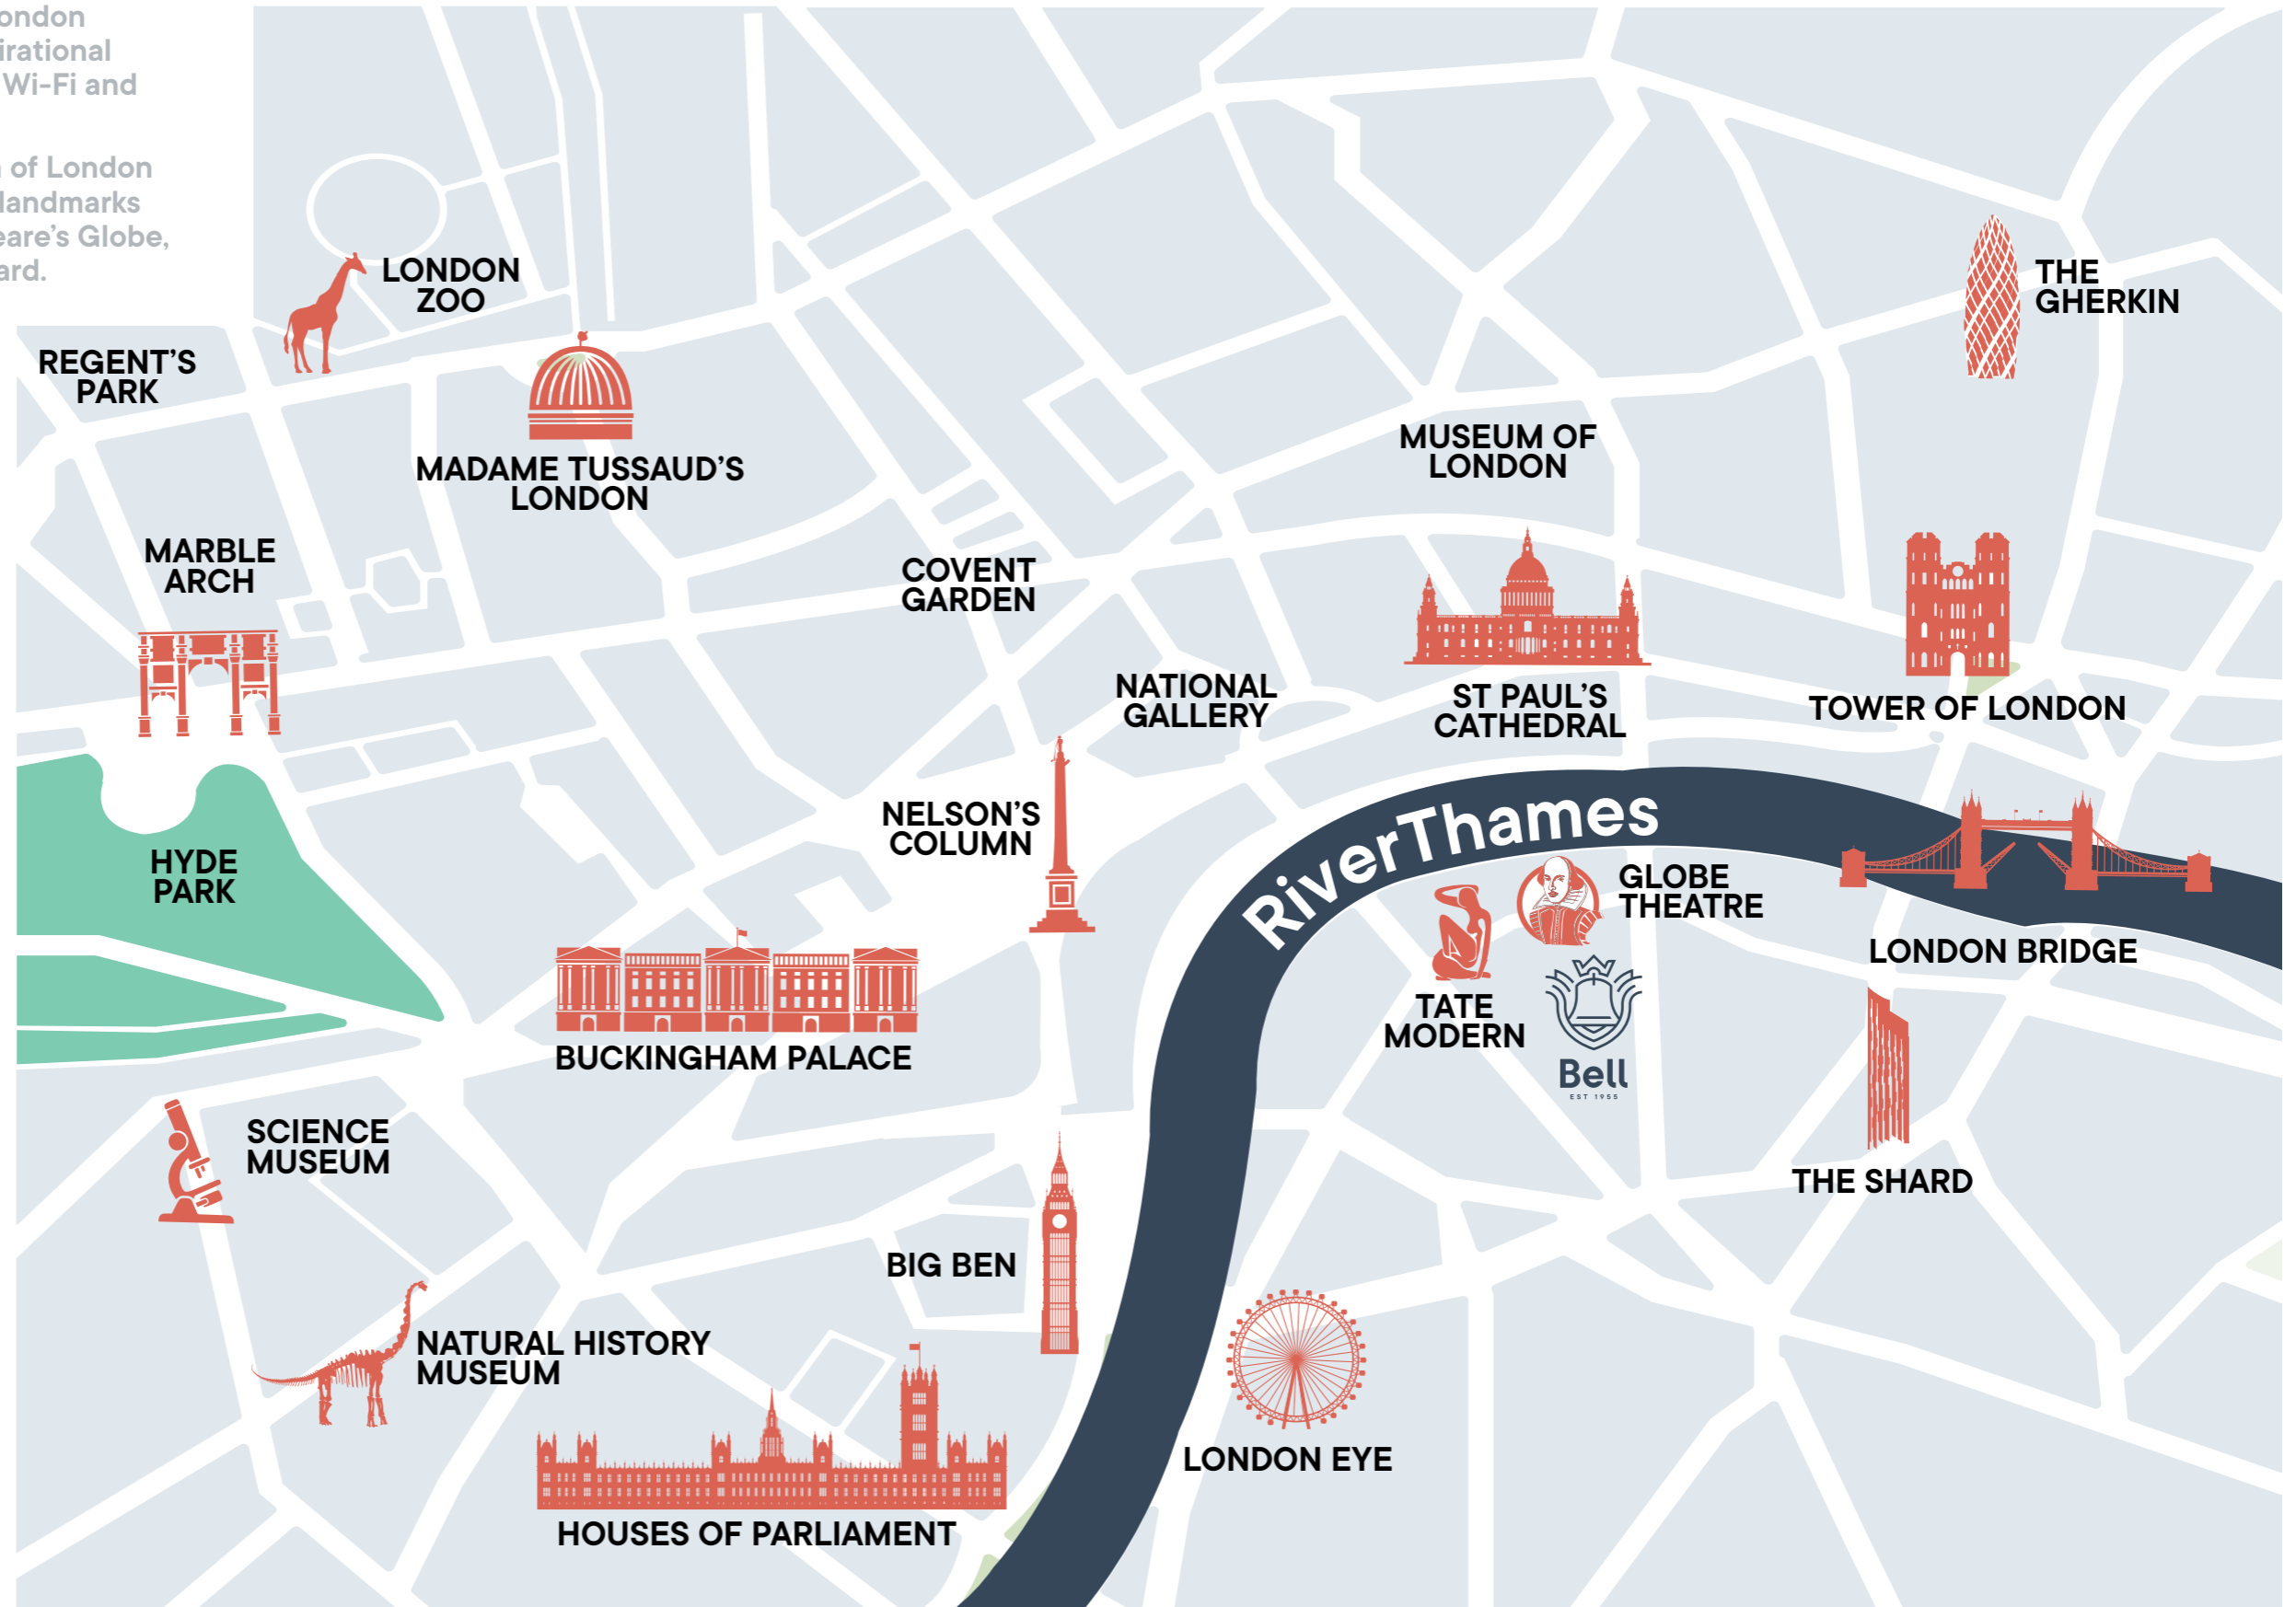 ondon
irational
Wi-Fi and
of London
landmarks
eare's Globe,
ard.
LONDON
ZOO
THE
GHERKIN
REGENT'S
PARK
MADAME TUSSAUD'S
LONDON
MUSEUM OF
LONDON
MARBLE
ARCH
COVENT
GARDEN
NATIONAL
GALLERY
ST PAUL'S
CATHEDRAL
TOWER OF LONDON
NELSON'S
COLUMN
River Thames
HYDE
PARK
GLOBE
THEATRE
LONDON BRIDGE
TATE
MODERN
BUCKINGHAM PALACE
Bell
EST 1955
SCIENCE
MUSEUM
THE SHARD
BIG BEN
NATURAL HISTORY
MUSEUM
LONDON EYE
HOUSES OF PARLIAMENT